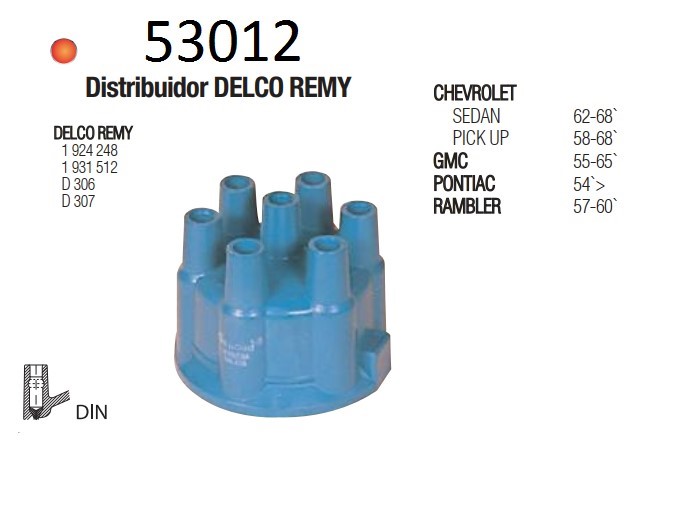 53012
Distribuidor DELCO REMY
DELCO REMY
1 924 248
1 931 512
D 306
D 307
CHEVROLET
SEDAN 62-68`
PICK UP 58-68`
GMC 55-65`
PONTIAC 54`>
RAMBLER 57-60`
DIN